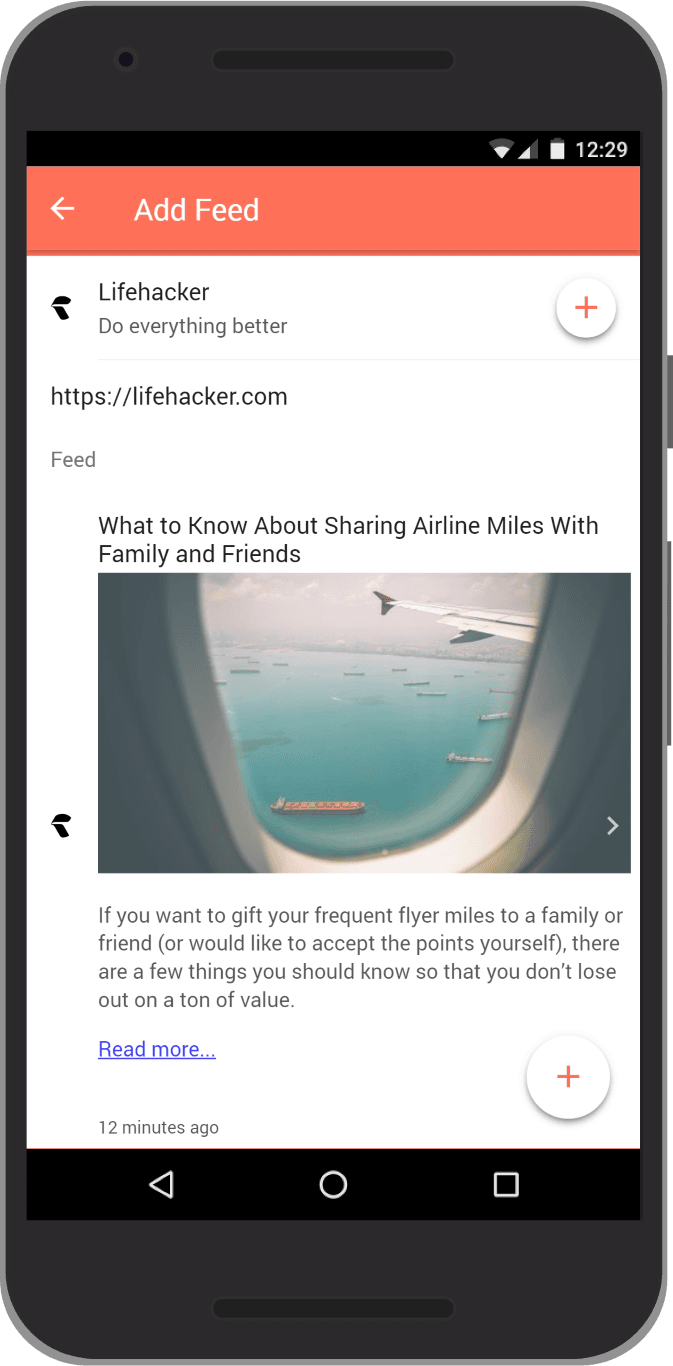 12:29
Add Feed
Lifehacker
Do everything better
https://lifehacker.com
Feed
What to Know About Sharing Airline Miles With
Family and Friends
If you want to gift your frequent flyer miles to a family or
friend (or would like to accept the points yourself), there
are a few things you should know so that you don’t lose
out on a ton of value.
Read more...
12 minutes ago